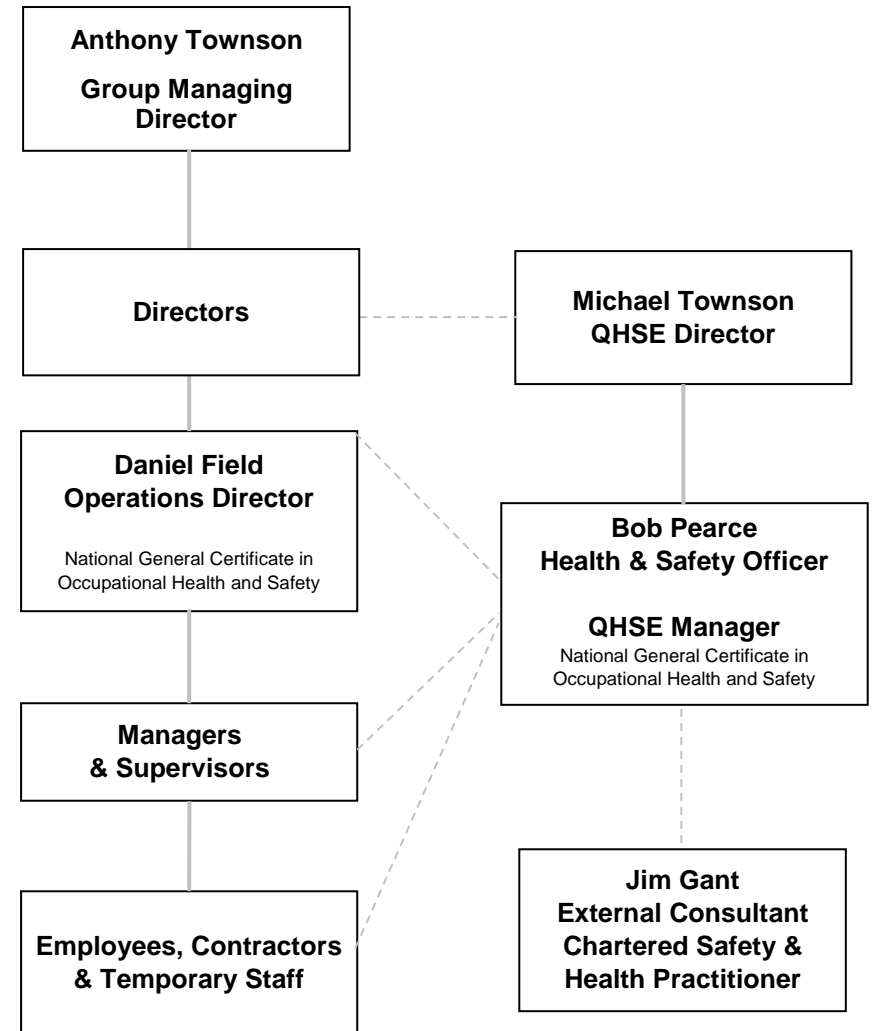 Anthony Townson
Group Managing
Director
Directors
Michael Townson
QHSE Director
Daniel Field
Operations Director
National General Certificate in
Occupational Health and Safety
Bob Pearce
Health & Safety Officer
QHSE Manager
National General Certificate in
Occupational Health and Safety
Managers
& Supervisors
Employees, Contractors
& Temporary Staff
Jim Gant
External Consultant
Chartered Safety &
Health Practitioner